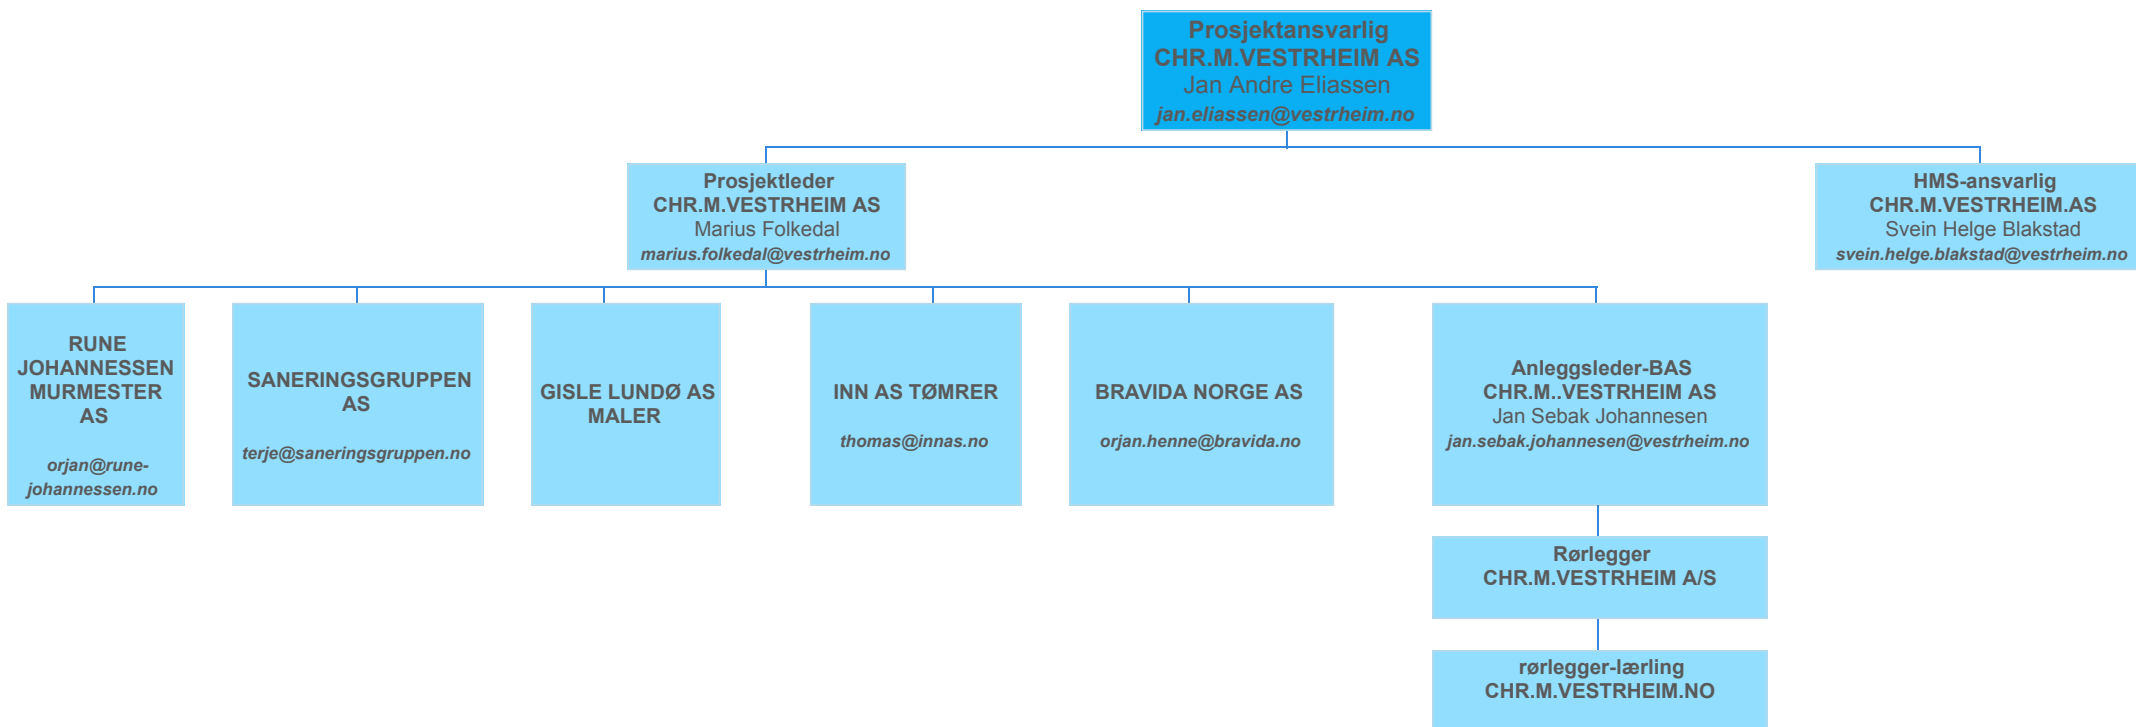 Prosjektansvarlig
CHR.M.VESTRHEIM AS
Jan Andre Eliassen
jan.eliassen@vestrheim.no
Prosjektleder
CHR.M.VESTRHEIM AS
Marius Folkedal
marius.folkedal@vestrheim.no
HMS-ansvarlig
CHR.M.VESTRHEIM.AS
Svein Helge Blakstad
svein.helge.blakstad@vestrheim.no
RUNE
JOHANNESSEN
MURMESTER
AS
orjan@rune-
johannessen.no
SANERINGSGRUPPEN
AS
terje@saneringsgruppen.no
GISLE LUNDØ AS
MALER
INN AS TØMRER
thomas@innas.no
BRAVIDA NORGE AS
orjan.henne@bravida.no
Anleggsleder-BAS
CHR.M..VESTRHEIM AS
Jan Sebak Johannesen
jan.sebak.johannesen@vestrheim.no
Rørlegger
CHR.M.VESTRHEIM A/S
rørlegger-lærling
CHR.M.VESTRHEIM.NO